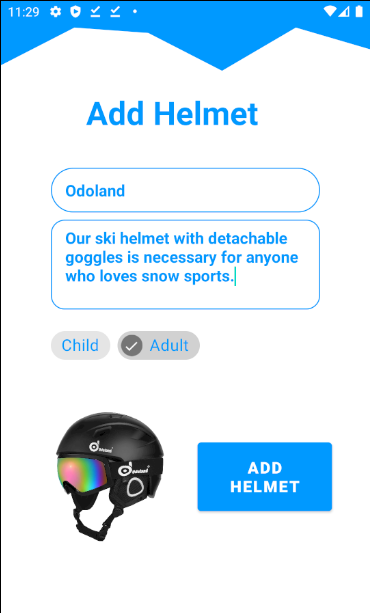 11:29
Add Helmet
Odoland
Our ski helmet with detachable
goggles is necessary for anyone
who loves snow sports.
Child
Adult
Odoland
Odoland
ADD
HELMET